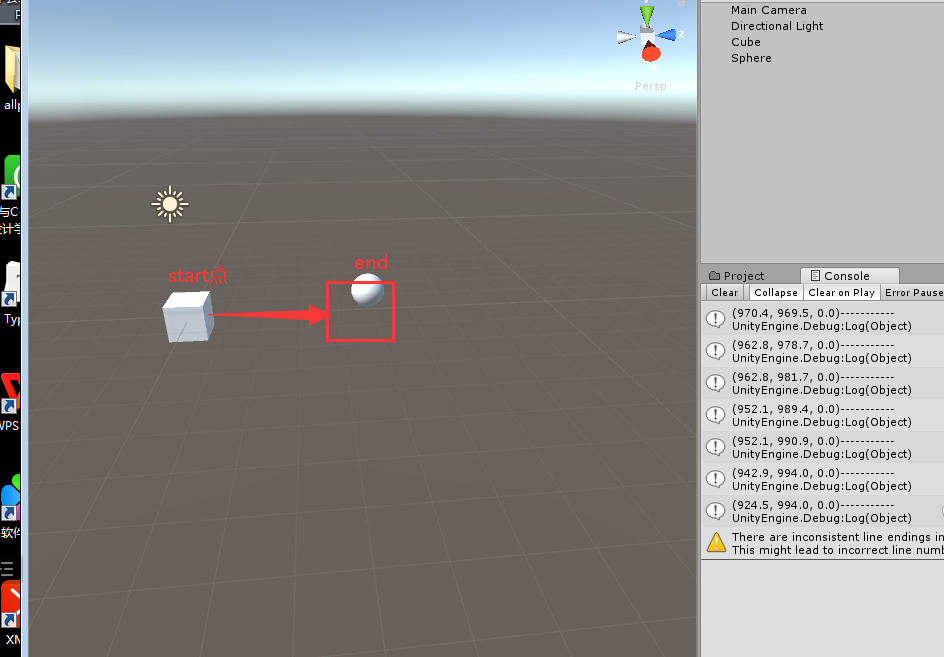 Main Camera
Directional Light
Cube
Sphere
z
Persp
start点
end
Project
Console
Clear
Collapse
Clear on Play
Error Pause
(970.4, 969.5, 0.0)-----------
UnityEngine.Debug:Log(Object)
(962.8, 978.7, 0.0)-----------
UnityEngine.Debug:Log(Object)
(962.8, 981.7, 0.0)-----------
UnityEngine.Debug:Log(Object)
(952.1, 989.4, 0.0)-----------
UnityEngine.Debug:Log(Object)
(952.1, 990.9, 0.0)-----------
UnityEngine.Debug:Log(Object)
(942.9, 994.0, 0.0)-----------
UnityEngine.Debug:Log(Object)
(924.5, 994.0, 0.0)-----------
UnityEngine.Debug:Log(Object)
There are inconsistent line endings in
This might lead to incorrect line numb
all
与C
计学
Typ
WPS
软件
XM